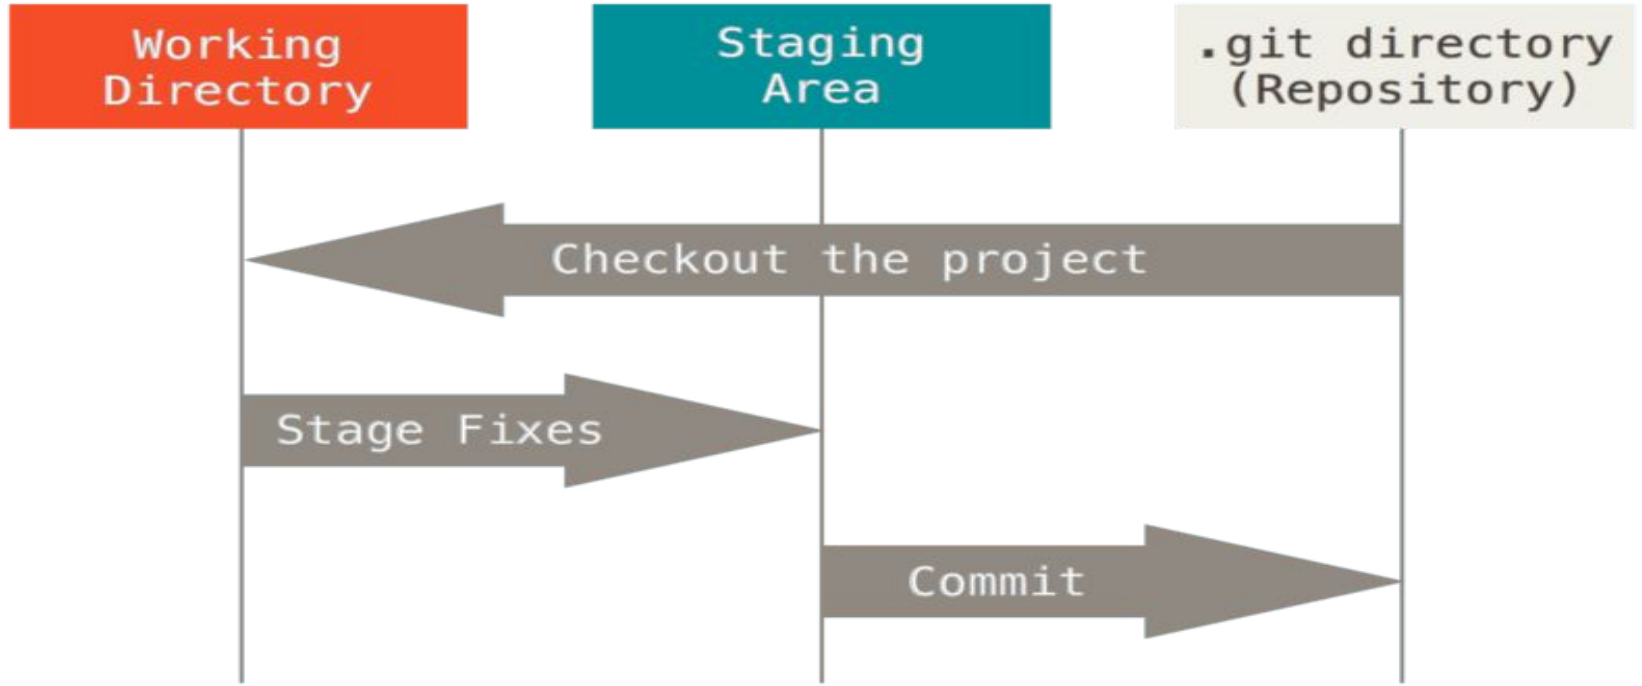 Working
Directory
Staging
Area
.git directory
(Repository)
Checkout the project
Stage Fixes
Commit